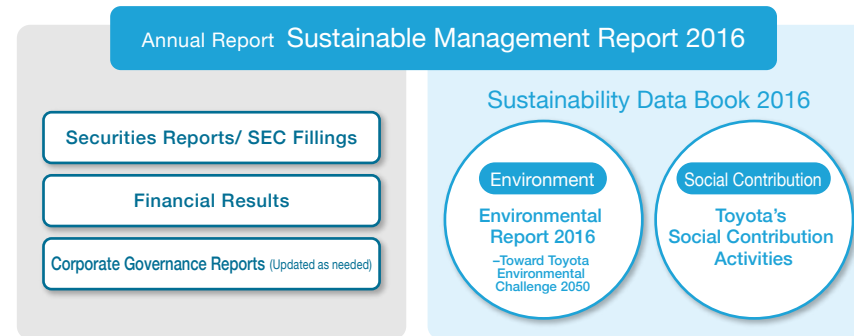 Annual Report Sustainable Management Report 2016
Securities Reports/ SEC Fillings
Financial Results
Corporate Governance Reports (Updated as needed)
Sustainability Data Book 2016
Environment
Environmental
Report 2016
–Toward Toyota
Environmental
Challenge 2050
Social Contribution
Toyota's
Social Contribution
Activities